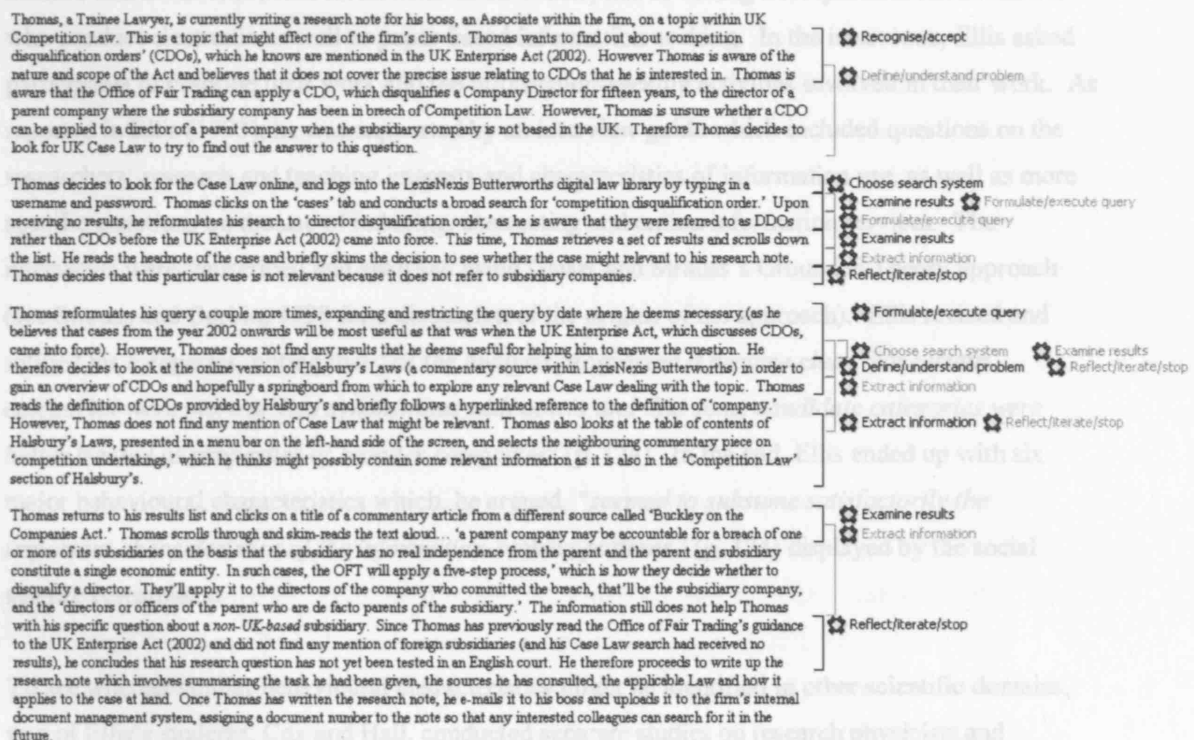 Thomas, a Trainee Lawyer, is currently writing a research note for his boss, an Associate within the firm, on a topic within UK
Competition Law. This is a topic that might affect one of the firm's clients. Thomas wants to find out about 'competition
disqualification orders' (CDOs), which he knows are mentioned in the UK Enterprise Act (2002). However Thomas is aware of the
nature and scope of the Act and believes that it does not cover the precise issue relating to CDOs that he is interested in. Thomas is
aware that the Office of Fair Trading can apply a CDO, which disqualifies a Company Director for fifteen years, to the director of a
parent company where the subsidiary company has been in breach of Competition Law. However, Thomas is unsure whether a CDO
can be applied to a director of a parent company when the subsidiary company is not based in the UK. Therefore Thomas decides to
look for UK Case Law to try to find out the answer to this question.
Recognise/accept
Define/understand problem
Thomas decides to look for the Case Law online, and logs into the LexisNexis Butterworths digital law library by typing in a
username and password. Thomas clicks on the 'cases' tab and conducts a broad search for 'competition disqualification order.' Upon
receiving no results, he reformulates his search to 'director disqualification order,' as he is aware that they were referred to as DDOs
rather than CDOs before the UK Enterprise Act (2002) came into force. This time, Thomas retrieves a set of results and scrolls down
the list. He reads the headnote of one case and briefly skims the decision to see whether the case might relevant to his research note.
Thomas decides that this particular case is not relevant because it does not refer to subsidiary companies.
Choose search system
Examine results Formulate/execute query
Formulate/execute query
Examine results
Extract information
Reflect/iterate/stop
Thomas reformulates his query a couple more times, expanding and restricting the query by date where he deems necessary (as he
believes that cases from the year 2002 onwards will be most useful as that was when the UK Enterprise Act, which discusses CDOs,
came into force). However, Thomas does not find any results that he deems useful for helping him to answer the question. He
therefore decides to look at the online version of Halsbury's Laws (a commentary source within LexisNexis Butterworths) in order to
gain an overview of CDOs and hopefully a springboard from which to explore any relevant Case Law dealing with the topic. Thomas
reads the definition of CDOs provided by Halsbury's and briefly follows a hyperlinked reference to the definition of 'company.'
However, Thomas does not find any mention of Case Law that might be relevant. Thomas also looks at the table of contents of
Halsbury's Laws, presented in a menu bar on the left-hand side of the screen, and selects the neighbouring commentary piece on
'competition undertakings,' which he thinks might possibly contain some relevant information as it is also in the 'Competition Law'
section of Halsbury's.
Formulate/execute query
Choose search system Examine results
Define/understand problem Reflect/iterate/stop
Extract information
Extract information Reflect/iterate/stop
Thomas returns to his results list and clicks on a title of a commentary article from a different source called 'Buckley on the
Companies Act.' Thomas scrolls through and skim-reads the text aloud... 'a parent company may be accountable for a breach of one
or more of its subsidiaries on the basis that the subsidiary has no real independence from the parent and the parent and subsidiary
constitute a single economic entity. In such cases, the OFT will apply a five-step process,' which is how they decide whether to
disqualify a director. They'll apply it to the directors of the company who committed the breach, that'll be the subsidiary company,
and the 'directors or officers of the parent who are de facto parents of the subsidiary.' The information still does not help Thomas
with his specific question about a non-UK-based subsidiary. Since Thomas has previously read the Office of Fair Trading's guidance
to the UK Enterprise Act (2002) and did not find any mention of foreign subsidiaries (and his Case Law search had received no
results), he concludes that his research question has not yet been tested in an English court. He therefore proceeds to write up the
research note which involves summarising the task he had been given, the sources he has consulted, the applicable Law and how it
applies to the case at hand. Once Thomas has written the research note, he e-mails it to his boss and uploads it to the firm's internal
document management system, assigning a document number to the note so that any interested colleagues can search for it in the
future.
Examine results
Extract information
Reflect/iterate/stop